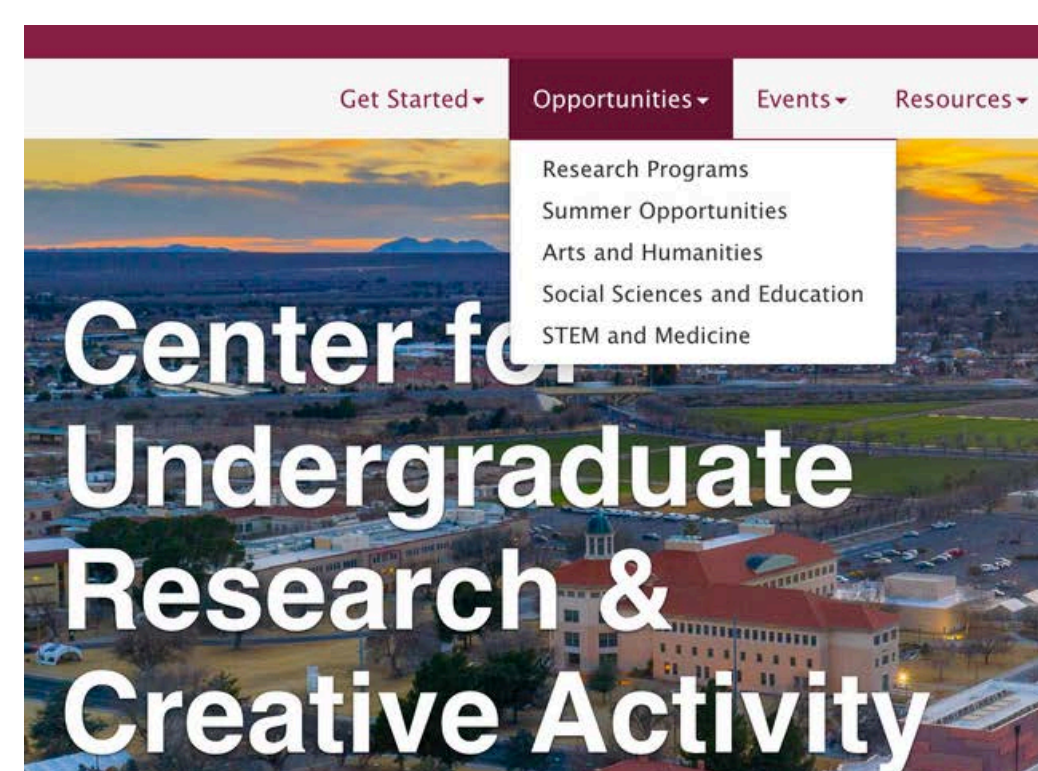 Get Started Opportunities Events Resources
Research Programs
Summer Opportunities
Arts and Humanities
Social Sciences and Education
STEM and Medicine
Center for
Undergraduate
Research &
Creative Activity